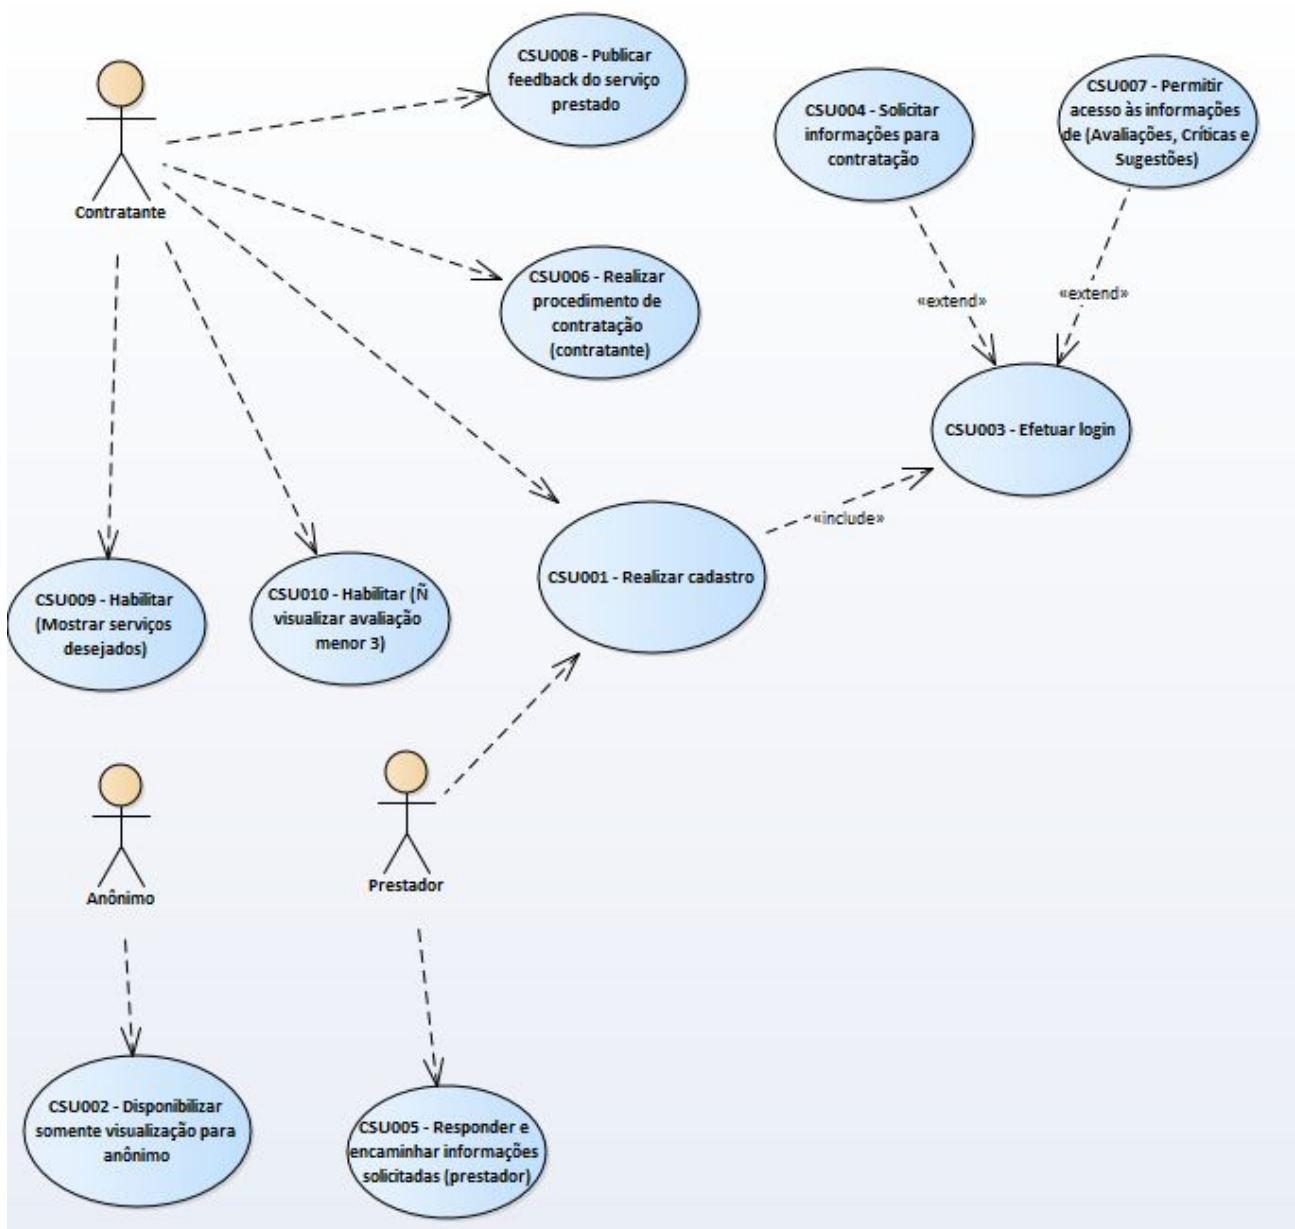 CSU008 - Publicar
feedback do serviço
prestado
CSU004 - Solicitar
informações para
contratação
CSU007 - Permitir
acesso às informações
de (Avaliações, Críticas e
Sugestões)
Contratante
CSU006 - Realizar
procedimento de
contratação
(contratante)
«extend»
«extend»
CSU003 - Efetuar login
«include»
CSU001 - Realizar cadastro
CSU009 - Habilitar
(Mostrar serviços
desejados)
CSU010 - Habilitar (Ñ
visualizar avaliação
menor 3)
Anônimo
Prestador
CSU002 - Disponibilizar
somente visualização para
anônimo
CSU005 - Responder e
encaminhar informações
solicitadas (prestador)